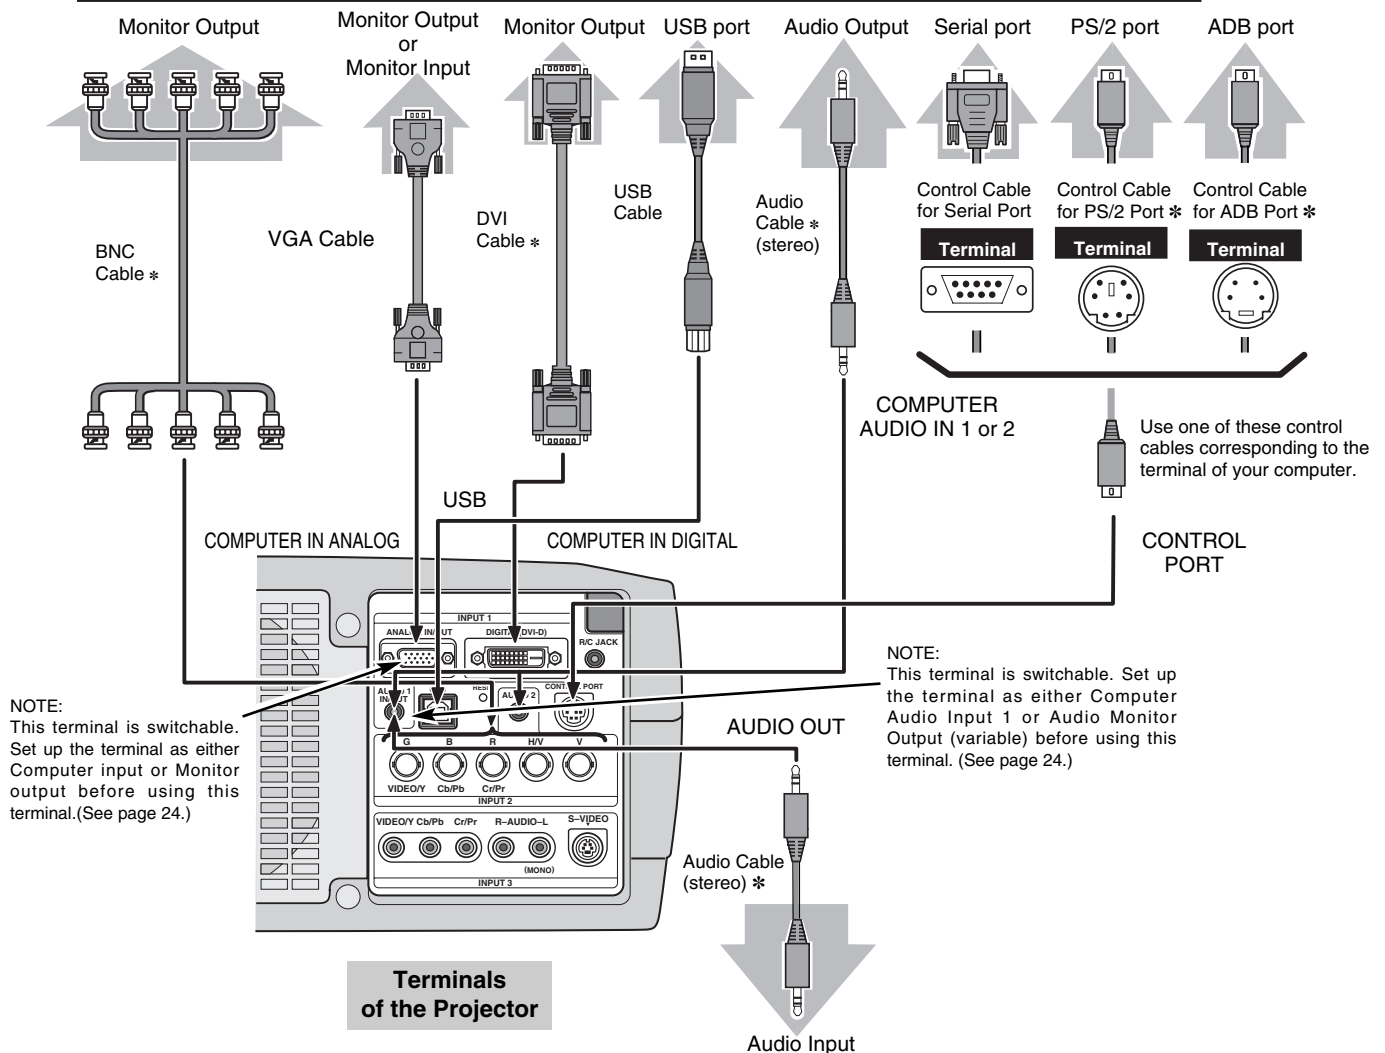 Monitor Output
Monitor Output
or
Monitor Input
Monitor Output
USB port
Audio Output
Serial port
PS/2 port
ADB port
BNC
Cable *
VGA Cable
DVI
Cable *
USB
Cable
Audio
Cable *
(stereo)
Control Cable
for Serial Port
Control Cable
for PS/2 Port *
Control Cable
for ADB Port *
Terminal
Terminal
Terminal
COMPUTER
AUDIO IN 1 or 2
Use one of these control
cables corresponding to the
terminal of your computer.
USB
COMPUTER IN ANALOG
COMPUTER IN DIGITAL
CONTROL
PORT
INPUT 1
R/C JACK
G
B
R
H/V
V
VIDEO/Y
Cb/Pb
Cr/Pr
INPUT 2
VIDEO/Y Cb/Pb
Cr/Pr
R–AUDIO–L
S–VIDEO
(MONO)
INPUT 3
NOTE:
This terminal is switchable.
Set up the terminal as either
Computer input or Monitor
output before using this
terminal.(See page 24.)
NOTE:
This terminal is switchable. Set up
the terminal as either Computer
Audio Input 1 or Audio Monitor
Output (variable) before using this
terminal. (See page 24.)
AUDIO OUT
Audio Cable
(stereo) *
Terminals
of the Projector
Audio Input